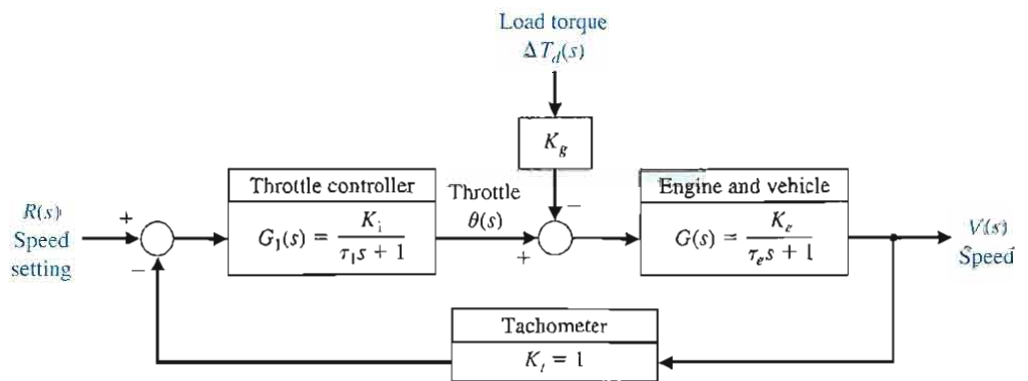 Load torque
ΔT_d(s)
K_g
Throttle controller
G_1(s) = K_i / (τ_1 s + 1)
Throttle
θ(s)
Engine and vehicle
G(s) = K_e / (τ_e s + 1)
R(s)
Speed
setting
+
−
+
−
V(s)
Speed
Tachometer
K_t = 1